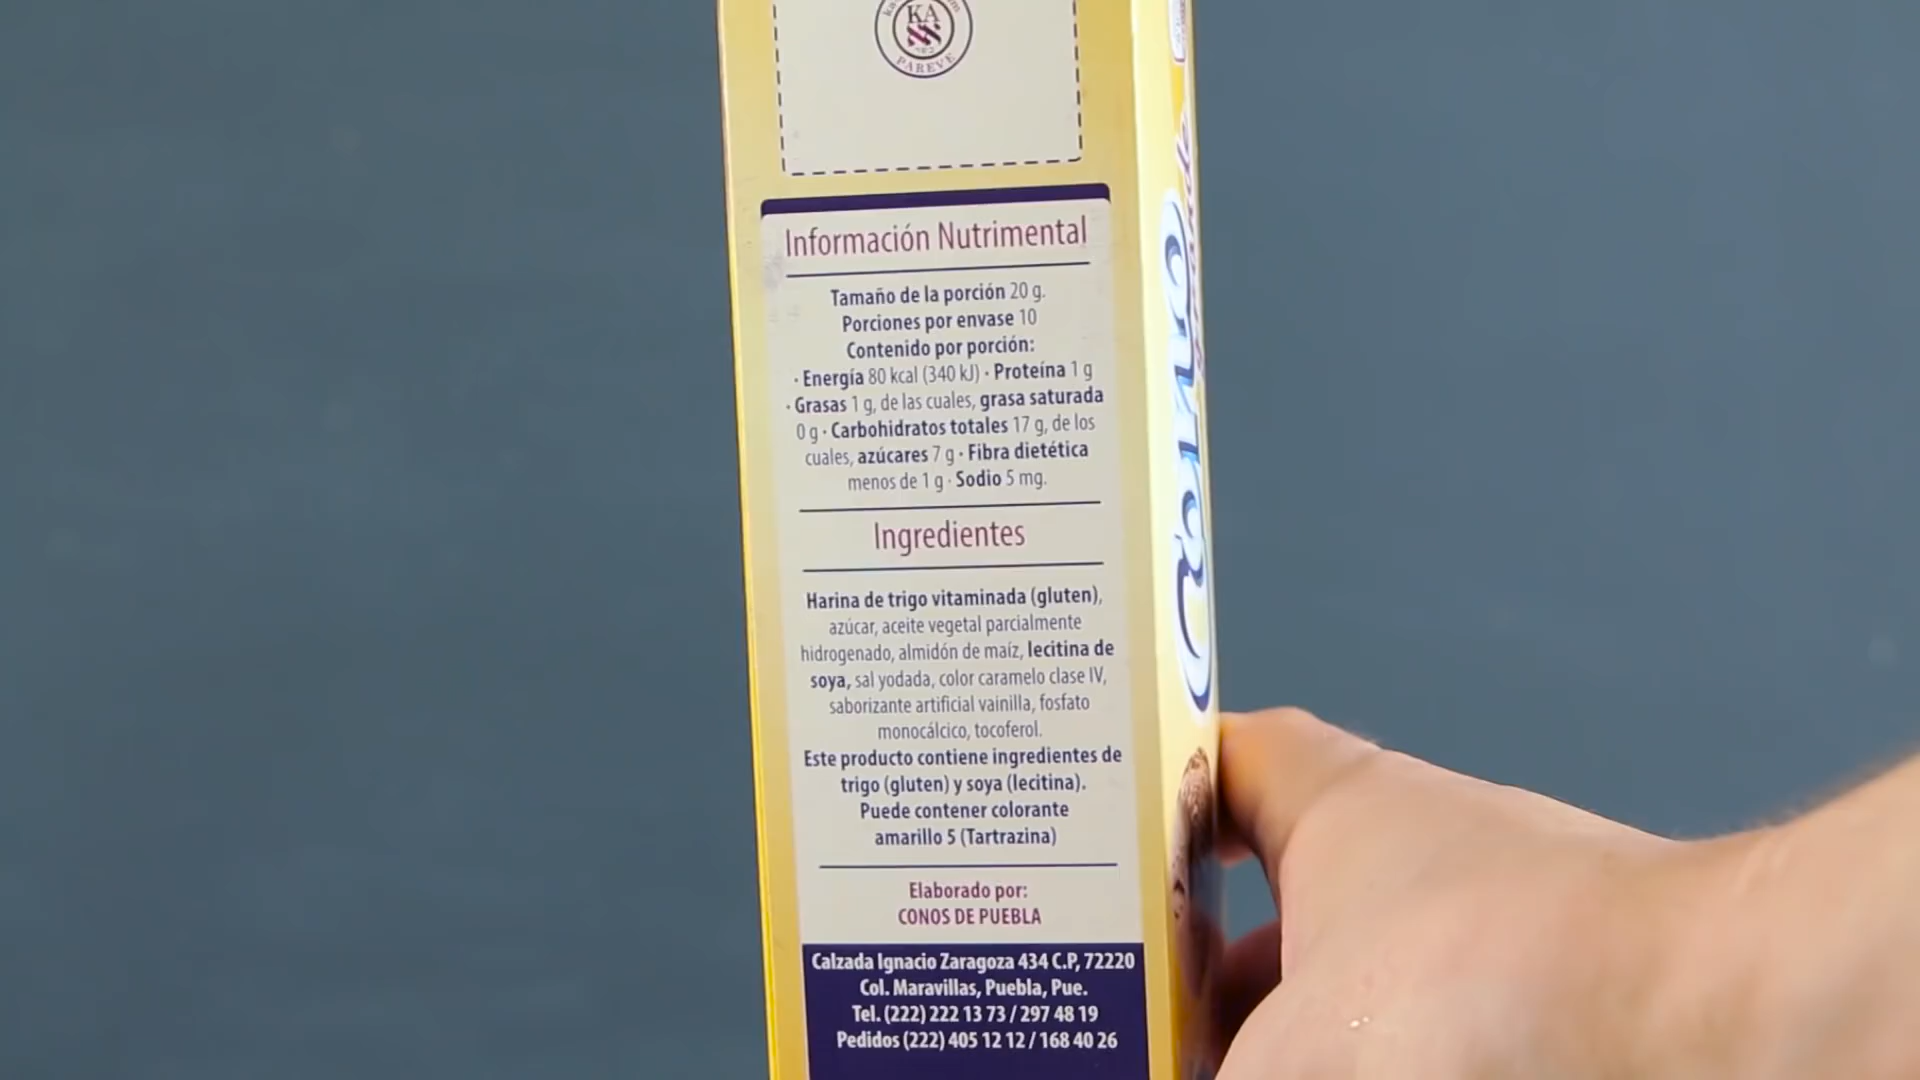 KA
PAREVE
Información Nutrimental
Tamaño de la porción 20 g.
Porciones por envase 10
Contenido por porción:
· Energía 80 kcal (340 kJ) · Proteína 1 g
· Grasas 1 g, de las cuales, grasa saturada
0 g · Carbohidratos totales 17 g, de los
cuales, azúcares 7 g · Fibra dietética
menos de 1 g · Sodio 5 mg.
Ingredientes
Harina de trigo vitaminada (gluten),
azúcar, aceite vegetal parcialmente
hidrogenado, almidón de maíz, lecitina de
soya, sal yodada, color caramelo clase IV,
saborizante artificial vainilla, fosfato
monocálcico, tocoferol.
Este producto contiene ingredientes de
trigo (gluten) y soya (lecitina).
Puede contener colorante
amarillo 5 (Tartrazina)
Elaborado por:
CONOS DE PUEBLA
Calzada Ignacio Zaragoza 434 C.P, 72220
Col. Maravillas, Puebla, Pue.
Tel. (222) 222 13 73 / 297 48 19
Pedidos (222) 405 12 12 / 168 40 26
Cono
grande